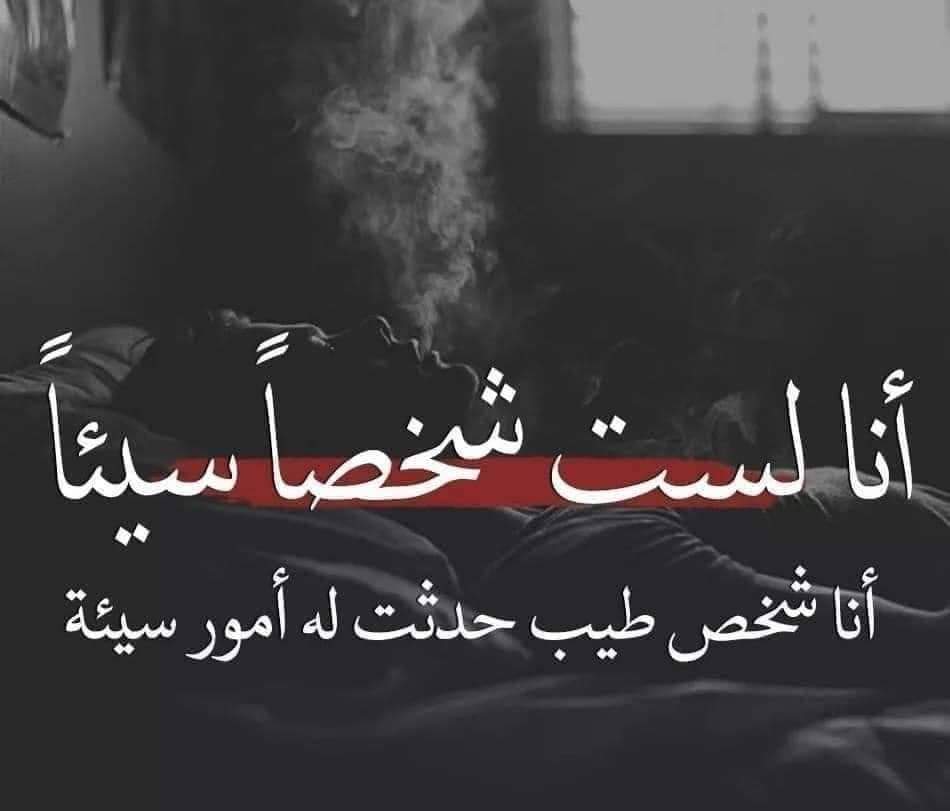 أنا لست شخصاً سيئاً
أنا شخص طيب حدثت له أمور سيئة